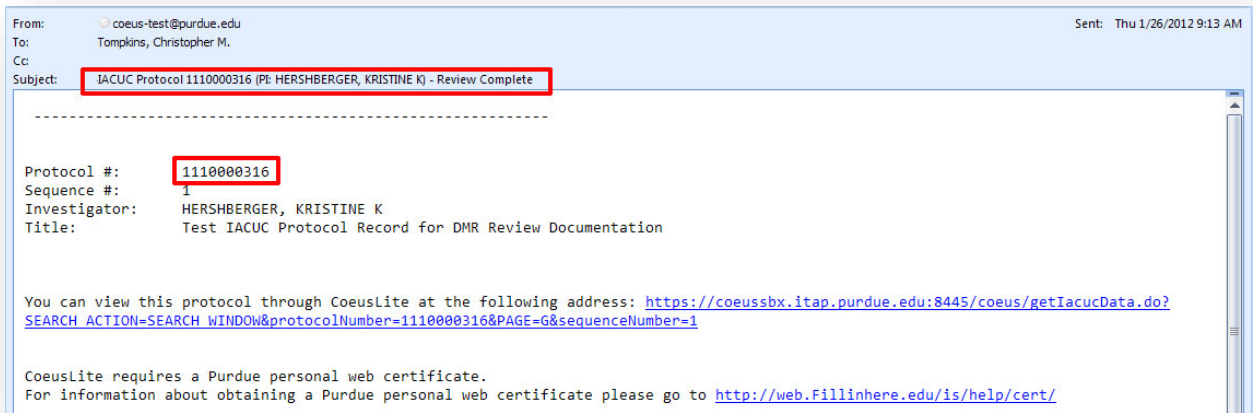 From: coeus-test@purdue.edu Sent: Thu 1/26/2012 9:13 AM
To: Tompkins, Christopher M.
Cc:
Subject: IACUC Protocol 1110000316 (PI: HERSHBERGER, KRISTINE K) - Review Complete
------------------------------------------------------------
Protocol #: 1110000316
Sequence #: 1
Investigator: HERSHBERGER, KRISTINE K
Title: Test IACUC Protocol Record for DMR Review Documentation
You can view this protocol through CoeusLite at the following address: https://coeussbx.itap.purdue.edu:8445/coeus/getIacucData.do?
SEARCH_ACTION=SEARCH_WINDOW&protocolNumber=1110000316&PAGE=G&sequenceNumber=1
CoeusLite requires a Purdue personal web certificate.
For information about obtaining a Purdue personal web certificate please go to http://web.Fillinhere.edu/is/help/cert/